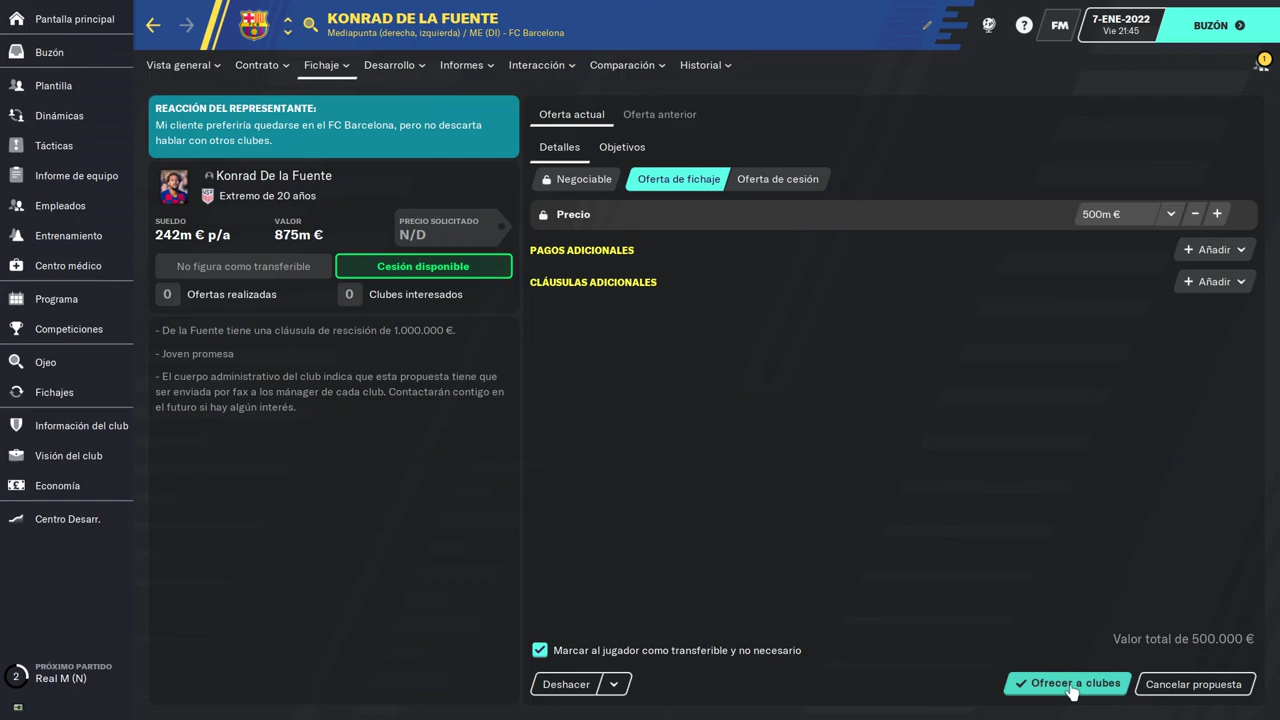 Pantalla principal
Buzón
Plantilla
Dinámicas
Tácticas
Informe de equipo
Empleados
Entrenamiento
Centro médico
Programa
Competiciones
Ojeo
Fichajes
Información del club
Visión del club
Economía
Centro Desarr.
2
PRÓXIMO PARTIDO
Real M (N)
KONRAD DE LA FUENTE
Mediapunta (derecha, izquierda) / ME (DI) - FC Barcelona
?
FM
7-ENE-2022
Vie 21:45
BUZÓN
1
Vista general
Contrato
Fichaje
Desarrollo
Informes
Interacción
Comparación
Historial
REACCIÓN DEL REPRESENTANTE:
Mi cliente preferiría quedarse en el FC Barcelona, pero no descarta
hablar con otros clubes.
Konrad De la Fuente
Extremo de 20 años
SUELDO
242m € p/a
VALOR
875m €
PRECIO SOLICITADO
N/D
No figura como transferible
Cesión disponible
0 Ofertas realizadas
0 Clubes interesados
- De la Fuente tiene una cláusula de rescisión de 1.000.000 €.
- Joven promesa
- El cuerpo administrativo del club indica que esta propuesta tiene que
ser enviada por fax a los mánager de cada club. Contactarán contigo en
el futuro si hay algún interés.
Oferta actual
Oferta anterior
Detalles
Objetivos
Negociable
Oferta de fichaje
Oferta de cesión
Precio
500m €
- +
PAGOS ADICIONALES
+ Añadir
CLÁUSULAS ADICIONALES
+ Añadir
Valor total de 500.000 €
Marcar al jugador como transferible y no necesario
Deshacer
Ofrecer a clubes
Cancelar propuesta